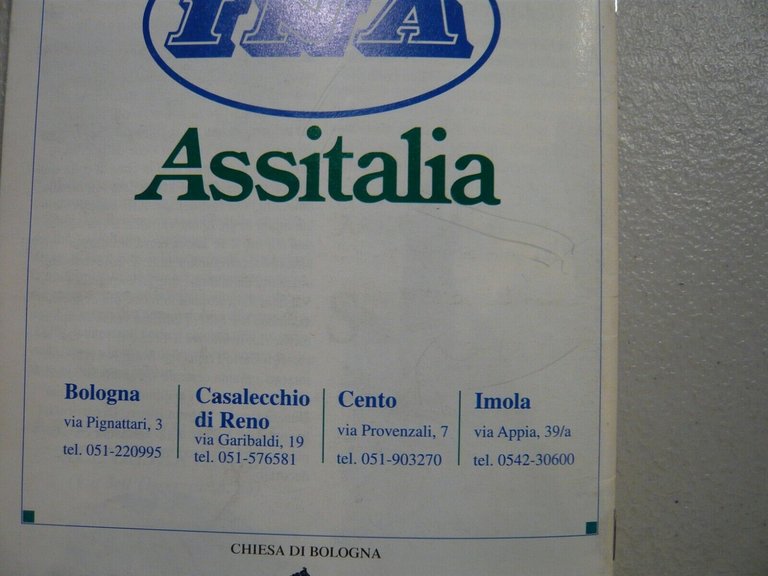 INA
Assitalia
Bologna
via Pignattari, 3
tel. 051-220995
Casalecchio
di Reno
via Garibaldi, 19
tel. 051-576581
Cento
via Provenzali, 7
tel. 051-903270
Imola
via Appia, 39/a
tel. 0542-30600
CHIESA DI BOLOGNA